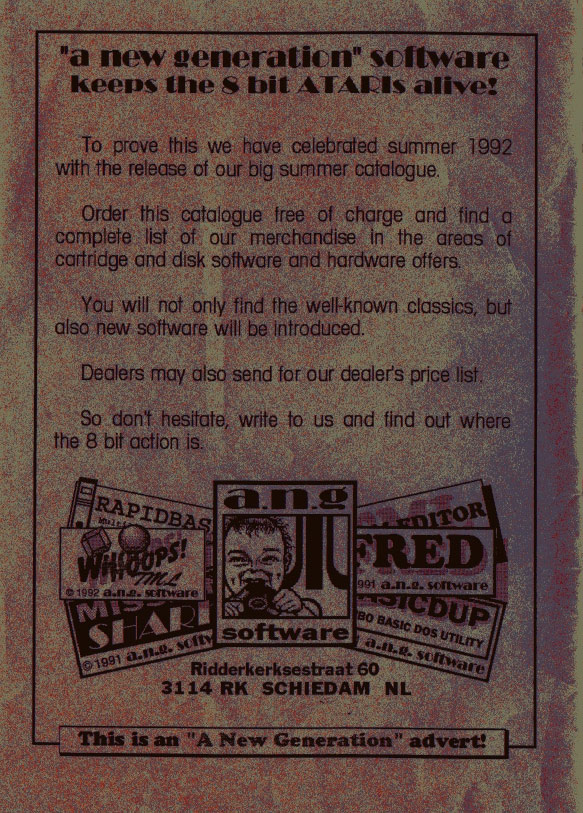 "a new generation" software
keeps the 8 bit ATARIs alive!
To prove this we have celebrated summer 1992
with the release of our big summer catalogue.
Order this catalogue free of charge and find a
complete list of our merchandise in the areas of
cartridge and disk software and hardware offers.
You will not only find the well-known classics, but
also new software will be introduced.
Dealers may also send for our dealer's price list.
So don't hesitate, write to us and find out where
the 8 bit action is.
RAPIDBAS
WHOOPS!
TML
© 1992 a.n.g. software
SHAR
© 1991 a.n.g. softw
a.n.g
software
EDITOR
FRED
991 a.n.g. software
SICDUP
BO BASIC DOS UTILITY
a.n.g. software
Ridderkerksestraat 60
3114 RK SCHIEDAM NL
This is an "A New Generation" advert!